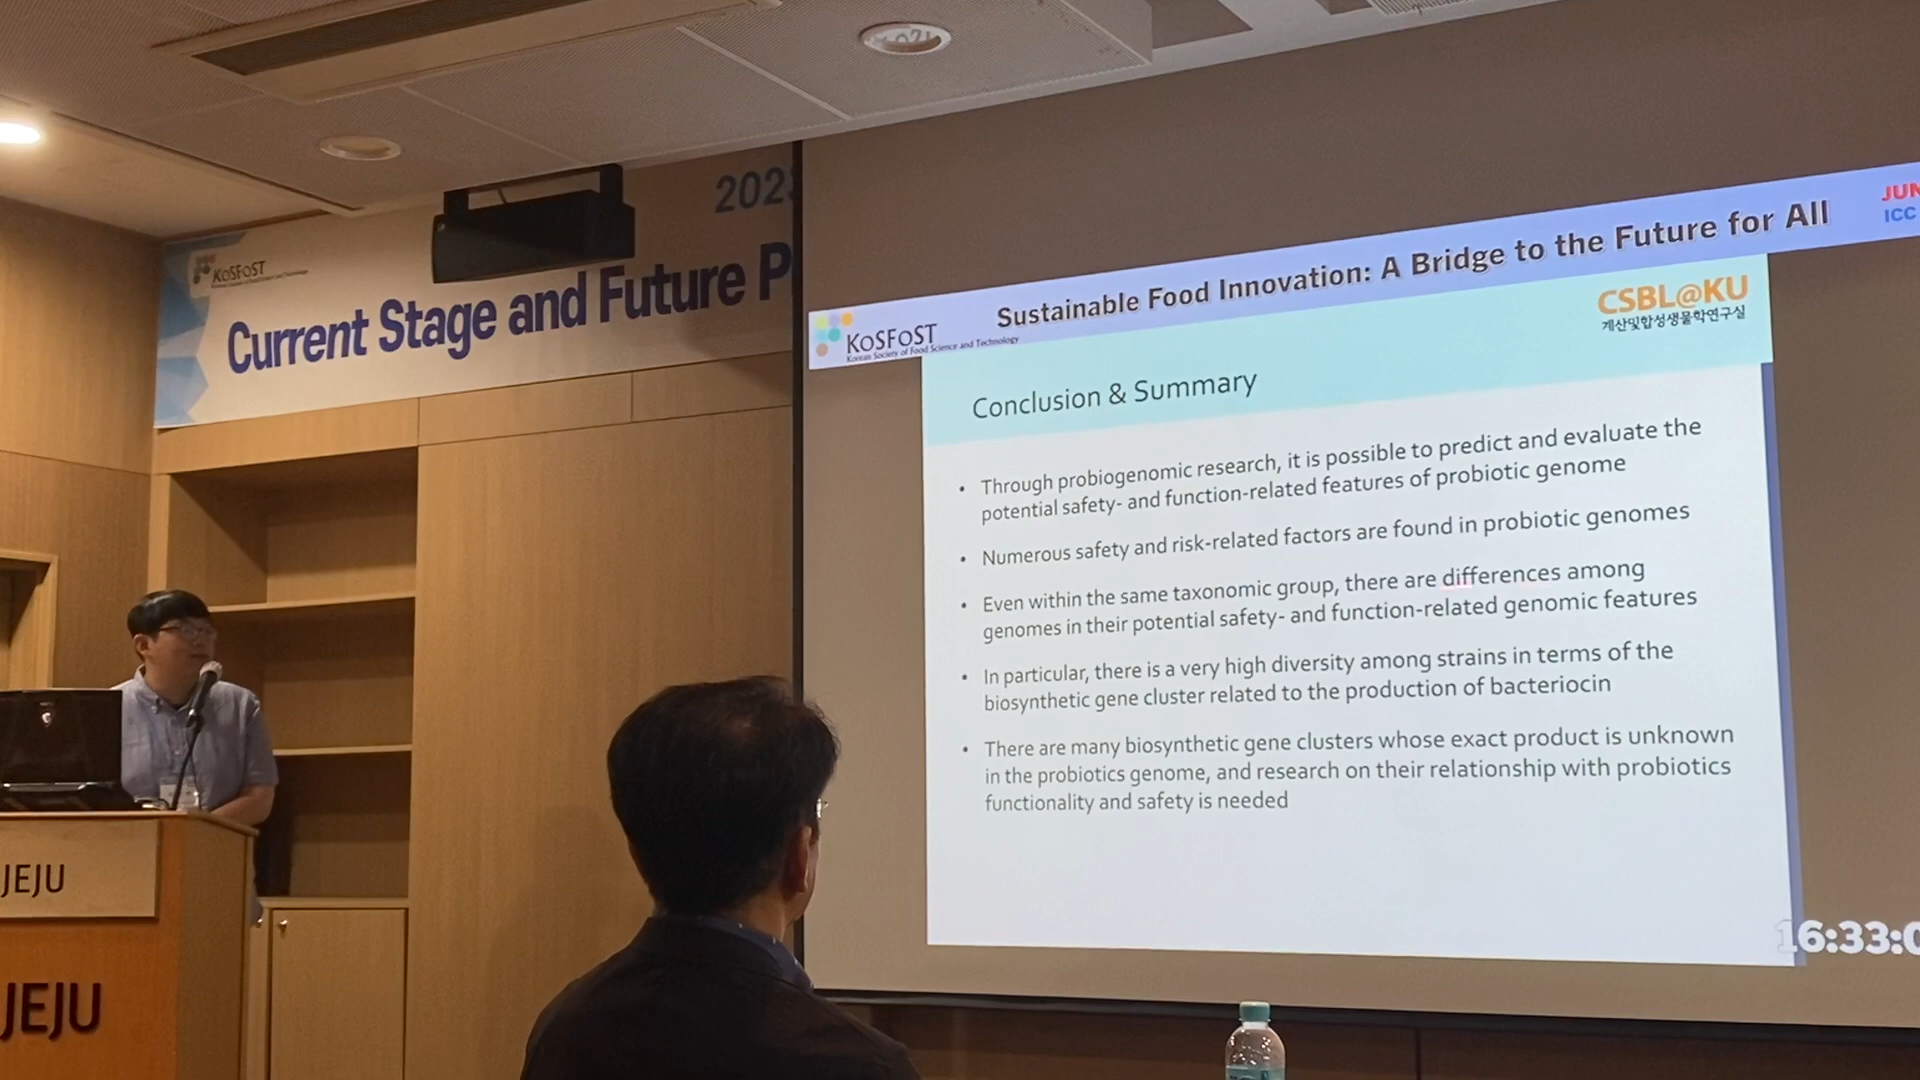 KoSFoST
Current Stage and Future P
Sustainable Food Innovation: A Bridge to the Future for All
JUN
ICC
KoSFoST
Korean Society of Food Science and Technology
CSBL@KU
계산및합성생물학연구실
Conclusion & Summary
• Through probiogenomic research, it is possible to predict and evaluate the
potential safety- and function-related features of probiotic genome
• Numerous safety and risk-related factors are found in probiotic genomes
• Even within the same taxonomic group, there are differences among
genomes in their potential safety- and function-related genomic features
• In particular, there is a very high diversity among strains in terms of the
biosynthetic gene cluster related to the production of bacteriocin
• There are many biosynthetic gene clusters whose exact product is unknown
in the probiotics genome, and research on their relationship with probiotics
functionality and safety is needed
16:33:0
JEJU
JEJU